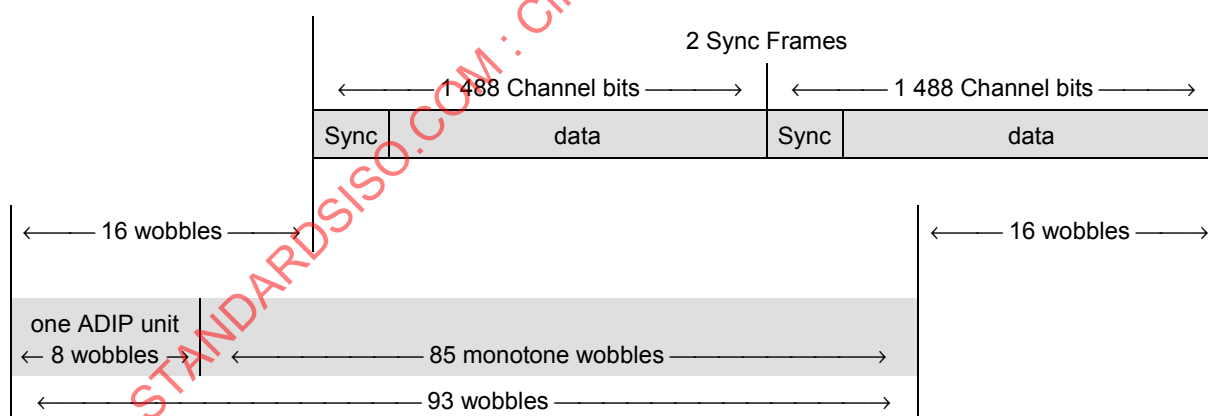 2 Sync Frames
← 1 488 Channel bits →
← 1 488 Channel bits →
Sync data Sync data
← 16 wobbles →
← 16 wobbles →
one ADIP unit
← 8 wobbles →
← 85 monotone wobbles →
← 93 wobbles →
STANDARDSISO.COM : Cli